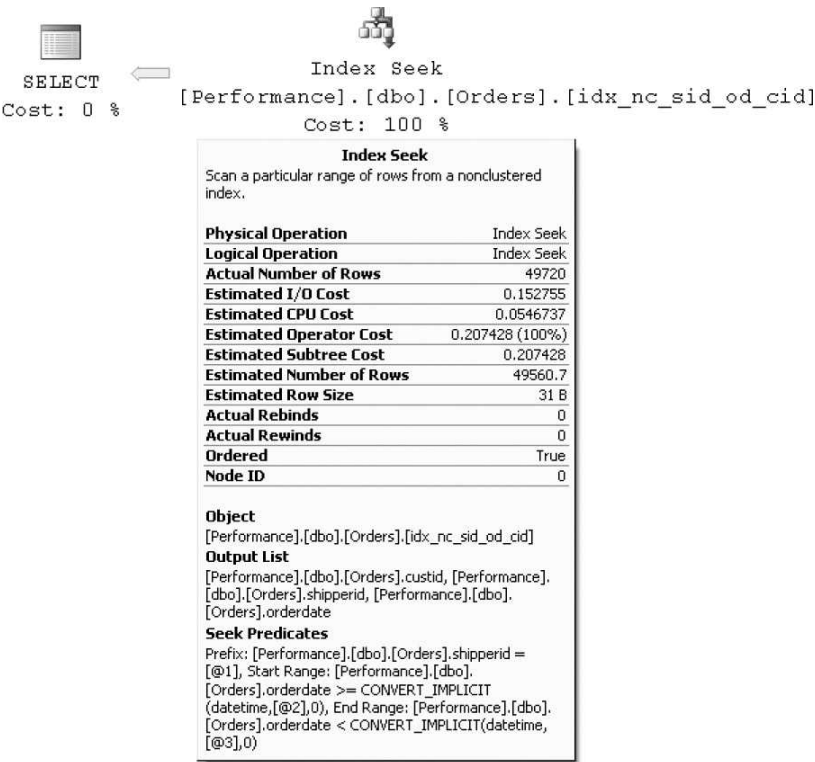 SELECT
Cost: 0 %
Index Seek
[Performance].[dbo].[Orders].[idx_nc_sid_od_cid]
Cost: 100 %
Index Seek
Scan a particular range of rows from a nonclustered
index.
Physical Operation Index Seek
Logical Operation Index Seek
Actual Number of Rows 49720
Estimated I/O Cost 0.152755
Estimated CPU Cost 0.0546737
Estimated Operator Cost 0.207428 (100%)
Estimated Subtree Cost 0.207428
Estimated Number of Rows 49560.7
Estimated Row Size 31 B
Actual Rebinds 0
Actual Rewinds 0
Ordered True
Node ID 0
Object
[Performance].[dbo].[Orders].[idx_nc_sid_od_cid]
Output List
[Performance].[dbo].[Orders].custid, [Performance].
[dbo].[Orders].shipperid, [Performance].[dbo].
[Orders].orderdate
Seek Predicates
Prefix: [Performance].[dbo].[Orders].shipperid =
[@1], Start Range: [Performance].[dbo].
[Orders].orderdate >= CONVERT_IMPLICIT
(datetime,[@2],0), End Range: [Performance].[dbo].
[Orders].orderdate < CONVERT_IMPLICIT(datetime,
[@3],0)